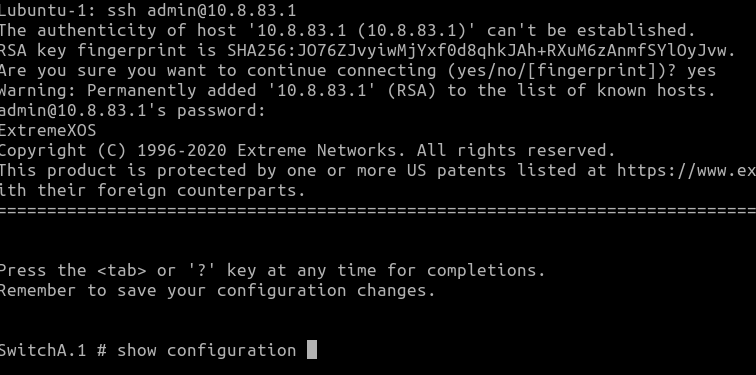 Lubuntu-1: ssh admin@10.8.83.1
The authenticity of host '10.8.83.1 (10.8.83.1)' can't be established.
RSA key fingerprint is SHA256:JO76ZJvyiwMjYxf0d8qhkJAh+RXuM6zAnmfSYlOyJvw.
Are you sure you want to continue connecting (yes/no/[fingerprint])? yes
Warning: Permanently added '10.8.83.1' (RSA) to the list of known hosts.
admin@10.8.83.1's password:
ExtremeXOS
Copyright (C) 1996-2020 Extreme Networks. All rights reserved.
This product is protected by one or more US patents listed at https://www.ex
ith their foreign counterparts.
============================================================================
Press the <tab> or '?' key at any time for completions.
Remember to save your configuration changes.
SwitchA.1 # show configuration